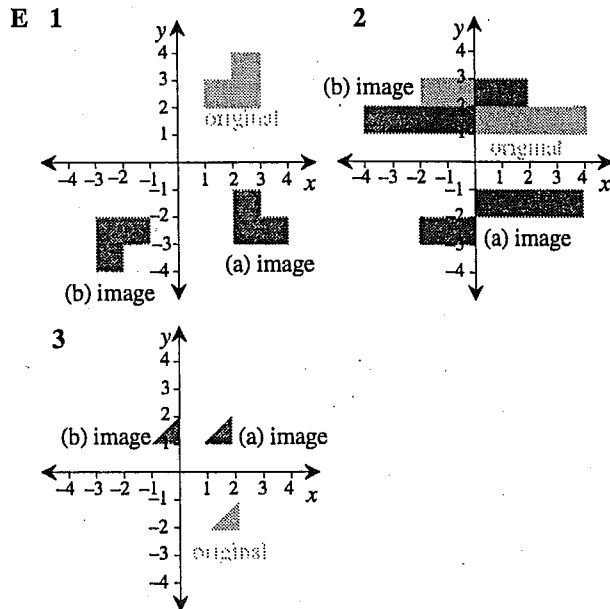 E 1
y
4
3
2
1
original
–4 –3 –2 –1
1 2 3 4
x
–1
–2
–3
–4
(a) image
(b) image
2
y
4
3
2
1
(b) image
original
–4 –3 –2 –1
1 2 3 4
x
–1
–2
–3
–4
(a) image
3
y
4
3
2
1
(b) image
(a) image
–4 –3 –2 –1
1 2 3 4
x
–1
–2
–3
–4
original